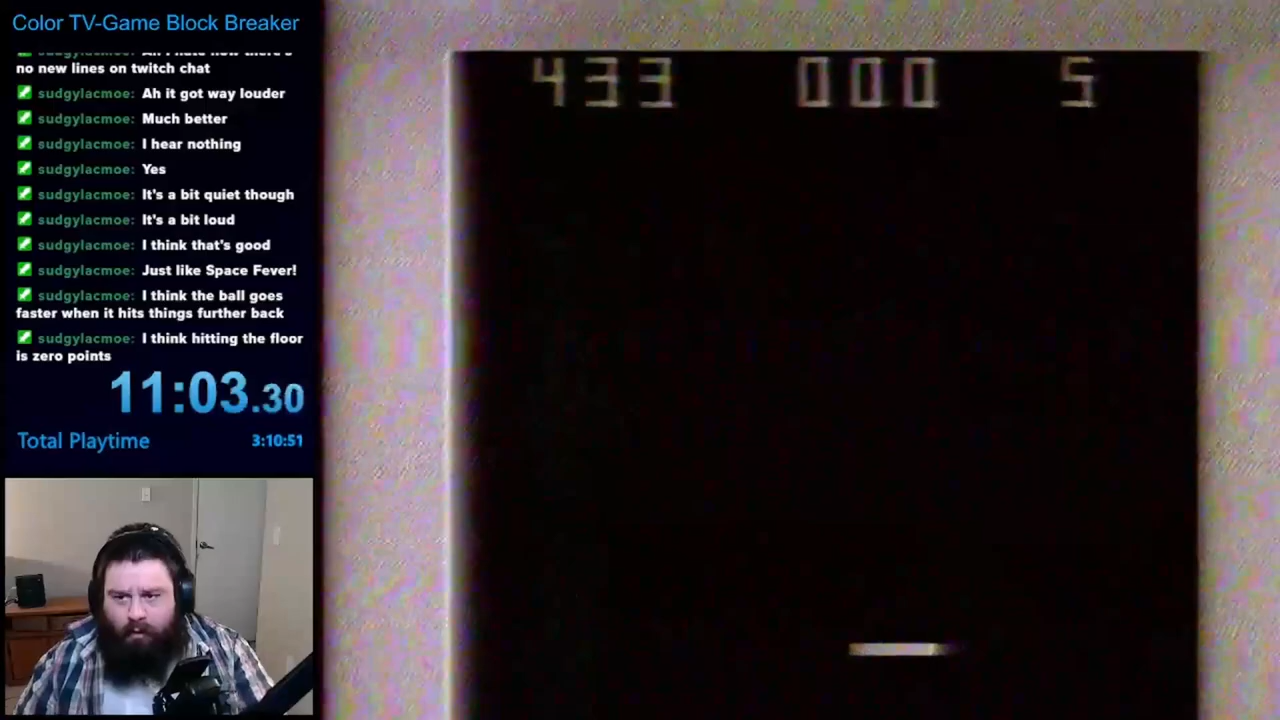 Color TV-Game Block Breaker
no new lines on twitch chat
sudgylacmoe: Ah it got way louder
sudgylacmoe: Much better
sudgylacmoe: I hear nothing
sudgylacmoe: Yes
sudgylacmoe: It's a bit quiet though
sudgylacmoe: It's a bit loud
sudgylacmoe: I think that's good
sudgylacmoe: Just like Space Fever!
sudgylacmoe: I think the ball goes
faster when it hits things further back
sudgylacmoe: I think hitting the floor
is zero points
11:03.30
Total Playtime 3:10:51
433 000 5